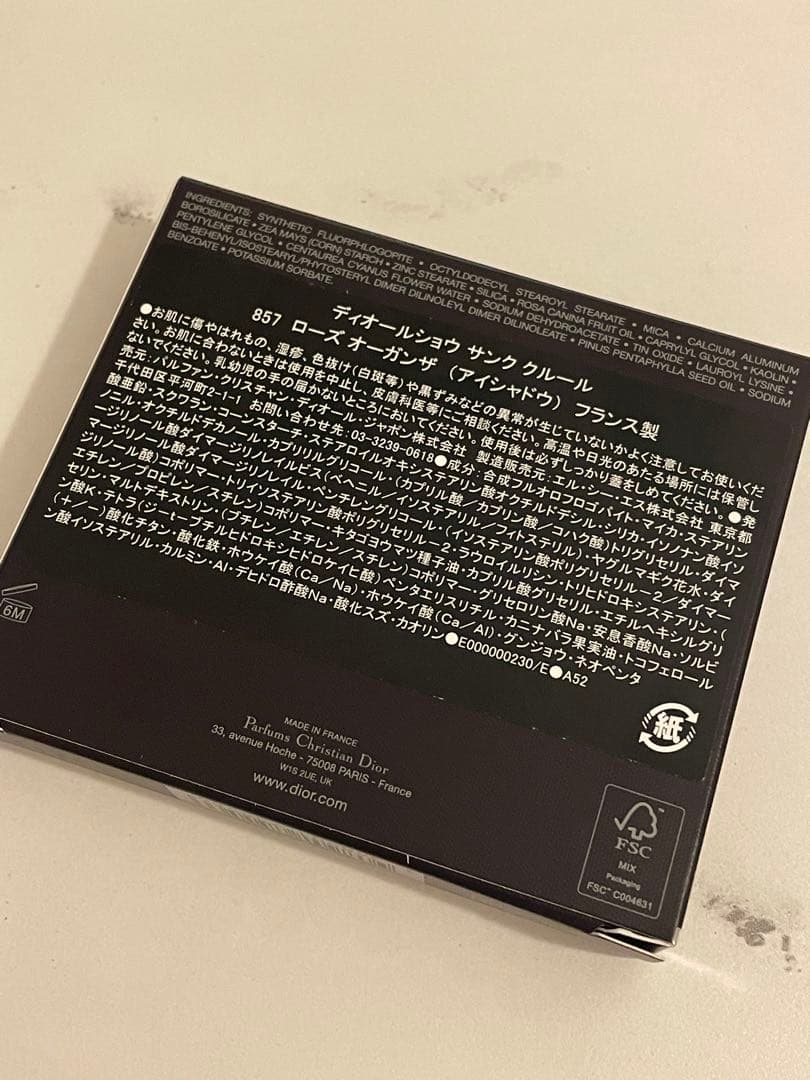 INGREDIENTS: SYNTHETIC FLUORPHLOGOPITE • OCTYLDODECYL STEAROYL STEARATE • MICA • CALCIUM ALUMINUM
BOROSILICATE • ZEA MAYS (CORN) STARCH • ZINC STEARATE • SILICA • ROSA CANINA FRUIT OIL • CAPRYLYL GLYCOL • KAOLIN •
PENTYLENE GLYCOL • CENTAUREA CYANUS FLOWER WATER • SODIUM DEHYDROACETATE • TIN OXIDE • LAUROYL LYSINE •
BIS-BEHENYL/ISOSTEARYL/PHYTOSTERYL DIMER DILINOLEYL DIMER DILINOLEATE • PINUS PENTAPHYLLA SEED OIL • SODIUM
BENZOATE • POTASSIUM SORBATE.
ディオールショウ サンク クルール
857 ローズ オーガンザ (アイシャドウ) フランス製
●お肌に傷やはれもの、湿疹、色抜け(白斑等)や黒ずみなどの異常が生じていないかよく注意してお使いくだ
さい。お肌に合わないときは使用を中止し、皮膚科医等にご相談ください。高温や日光のあたる場所には保管し
ないでください。乳幼児の手の届かないところにおいてください。使用後は必ずしっかり蓋をしめてください。●発
売元:パルファン・クリスチャン・ディオール・ジャポン株式会社 製造販売元:エル・シー・エス株式会社 東京都
千代田区平河町2-1-1 お問い合わせ先:03-3239-0618●成分:合成フルオロフロゴパイト・マイカ・ステアリン
酸亜鉛・スクワラン・コーンスターチ・ステアロイルオキシステアリン酸オクチルドデシル・シリカ・イソノナン酸イソ
ノニル・オクチルドデカノール・カプリリルグリコール・(カプリル酸/カプリン酸/コハク酸)トリグリセリル・ダイマ
ージリノール酸ダイマージリノレイルビス(ベヘニル/イソステアリル/フィトステリル)・ヤグルマギク花水・ダイ
マージリノール酸
ペンチレングリコール・(イソステアリン酸ポリグリセリル-2/ダイマー
ジリノール酸)コポリマー・トリイソステアリン酸ポリグリセリル-2・ラウロイルリシン・トリヒドロキシステアリン・(
エチレン/プロピレン/スチレン)コポリマー・キタゴヨウマツ種子油・カプリル酸グリセリル・エチルヘキシルグリ
セリン・(ブチレン/エチレン/スチレン)コポリマー・グリセロリン酸Na・安息香酸Na・ソルビ
ン酸K・テトラ(ジ-t-ブチルヒドロキシヒドロケイヒ酸)ペンタエリスリチル・カニナバラ果実油・トコフェロール
マルトデキストリン・
(+/-)酸化チタン・酸化鉄・ホウケイ酸(Ca/Na)・ホウケイ酸(Ca/Al)・グンジョウ・ネオペンタ
ン酸イソステアリル・カルミン・Al・デヒドロ酢酸Na・酸化スズ・カオリン●E000000230/E●A52
6M
紙
MADE IN FRANCE
Parfums Christian Dior
33, avenue Hoche - 75008 PARIS - France
W1S 2UE, UK
www.dior.com
FSC
MIX
Packaging
FSC™ C004631